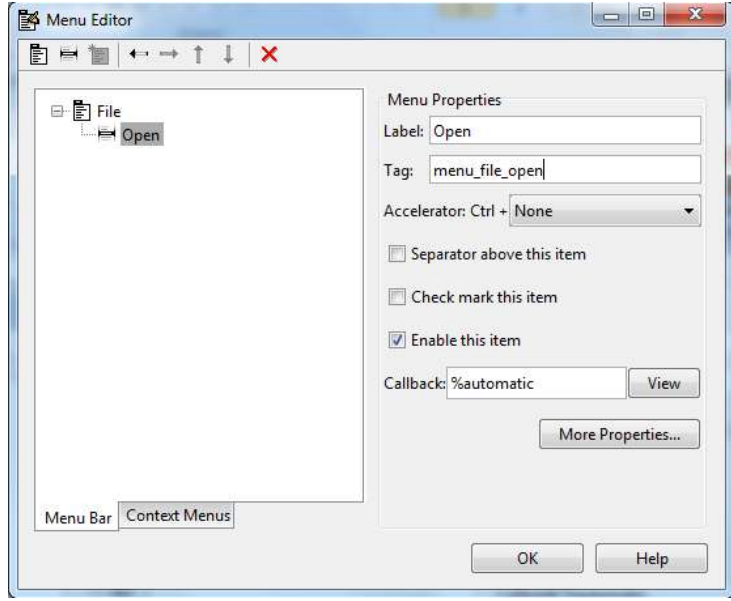 Menu Editor
File
Open
Menu Properties
Label: Open
Tag: menu_file_open
Accelerator: Ctrl + None
Separator above this item
Check mark this item
Enable this item
Callback: %automatic View
More Properties...
Menu Bar Context Menus
OK Help